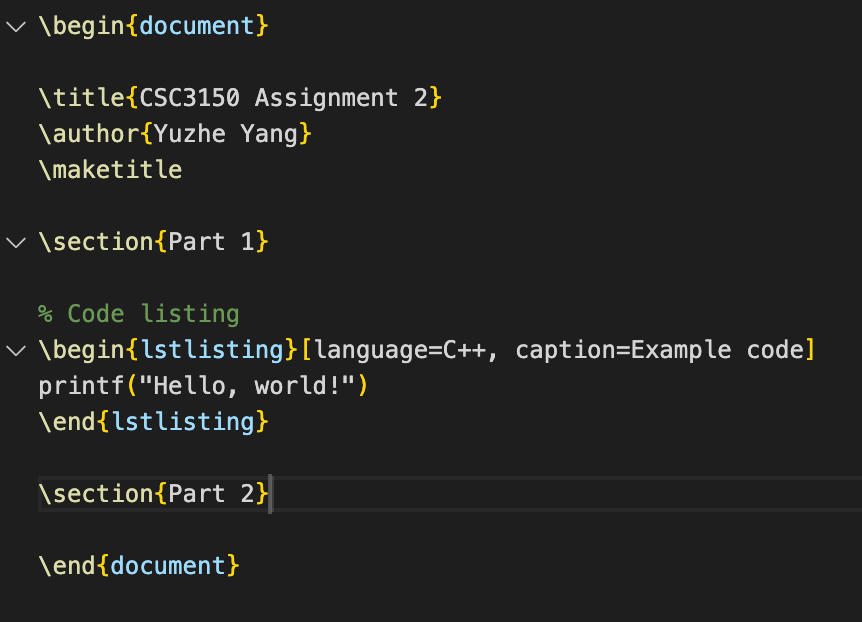 \begin{document}
\title{CSC3150 Assignment 2}
\author{Yuzhe Yang}
\maketitle
\section{Part 1}
% Code listing
\begin{lstlisting}[language=C++, caption=Example code]
printf("Hello, world!")
\end{lstlisting}
\section{Part 2}
\end{document}